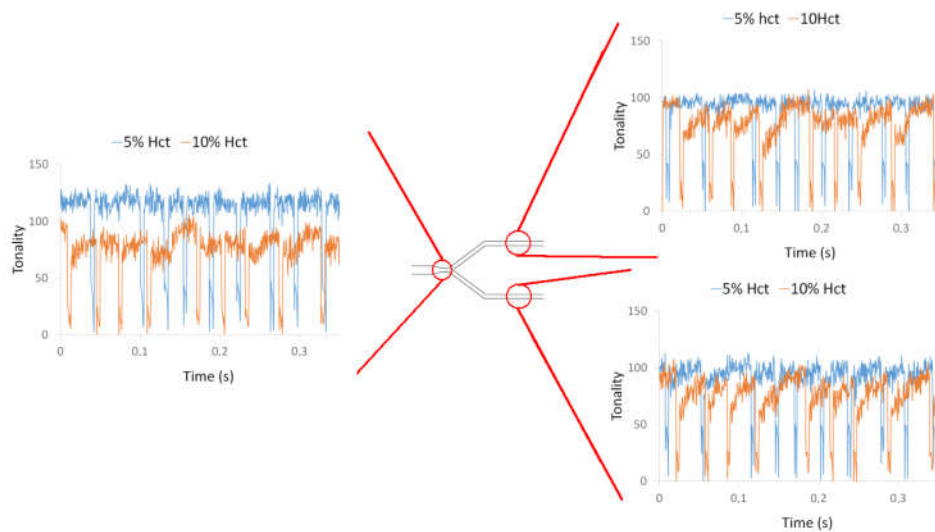 5% Hct 10% Hct
150
100
50
0
Tonality
0 0,1 0,2 0,3
Time (s)
5% hct 10Hct
150
100
50
0
Tonality
0 0,1 0,2 0,3
Time (s)
5% Hct 10% Hct
150
100
50
0
Tonality
0 0,1 0,2 0,3
Time (s)